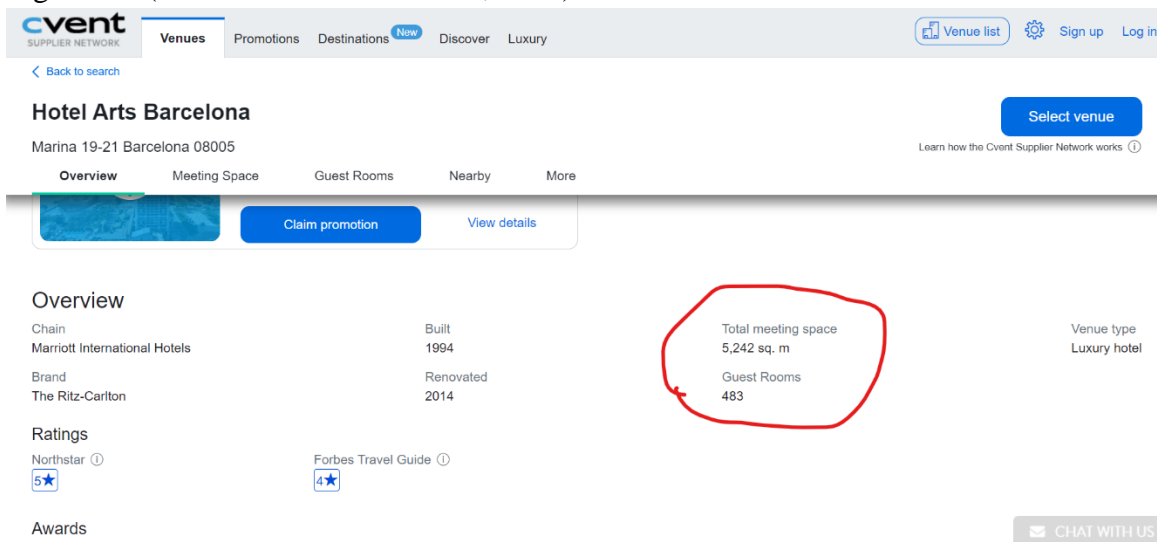 cvent
SUPPLIER NETWORK
Venues
Promotions
Destinations New
Discover
Luxury
Venue list
Sign up
Log in
Back to search
Hotel Arts Barcelona
Select venue
Marina 19-21 Barcelona 08005
Learn how the Cvent Supplier Network works
Overview
Meeting Space
Guest Rooms
Nearby
More
Claim promotion
View details
Overview
Chain
Marriott International Hotels
Built
1994
Total meeting space
5,242 sq. m
Venue type
Luxury hotel
Brand
The Ritz-Carlton
Renovated
2014
Guest Rooms
483
Ratings
Northstar
5★
Forbes Travel Guide
4★
Awards
CHAT WITH US